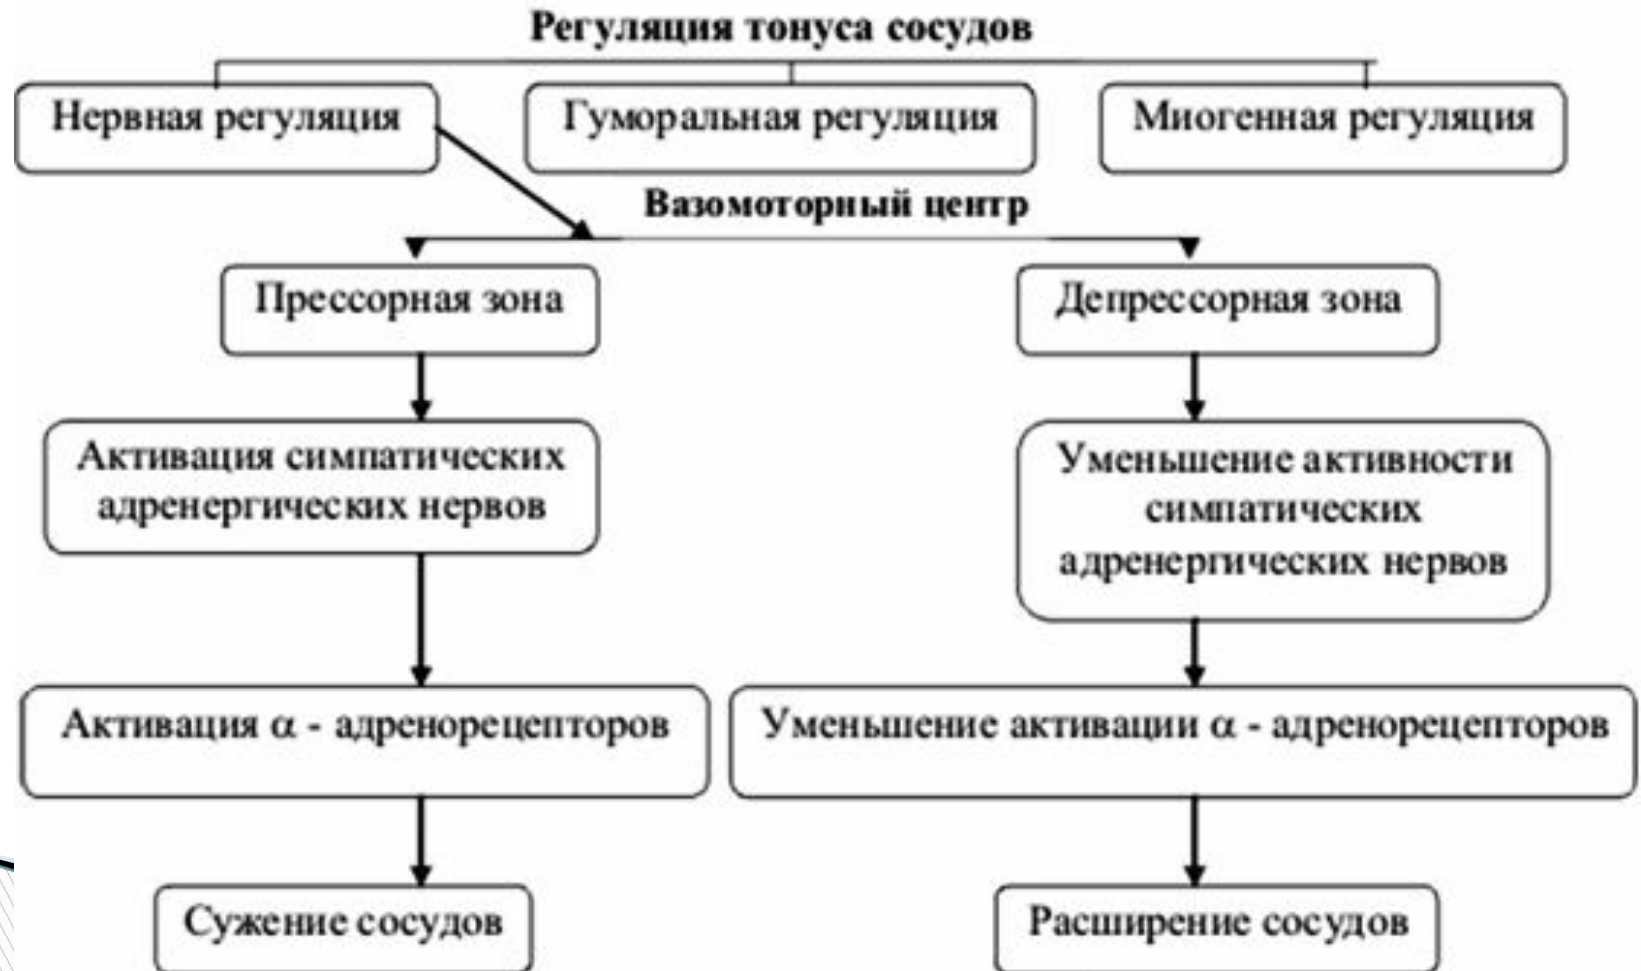 Регуляция тонуса сосудов
Нервная регуляция
Гуморальная регуляция
Миогенная регуляция
Вазомоторный центр
Прессорная зона
Депрессорная зона
Активация симпатических
адренергических нервов
Уменьшение активности
симпатических
адренергических нервов
Активация α - адренорецепторов
Уменьшение активации α - адренорецепторов
Сужение сосудов
Расширение сосудов